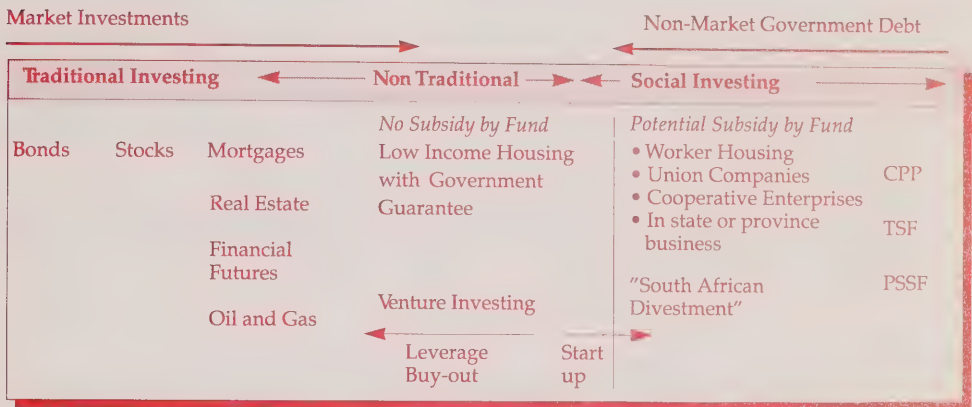 Market Investments
Non-Market Government Debt
Traditional Investing
Non Traditional
Social Investing
No Subsidy by Fund
Potential Subsidy by Fund
Bonds
Stocks
Mortgages
Real Estate
Financial
Futures
Oil and Gas
Low Income Housing
with Government
Guarantee
Venture Investing
Leverage
Buy-out
Start
up
• Worker Housing
• Union Companies
• Cooperative Enterprises
• In state or province
business
"South African
Divestment"
CPP
TSF
PSSF